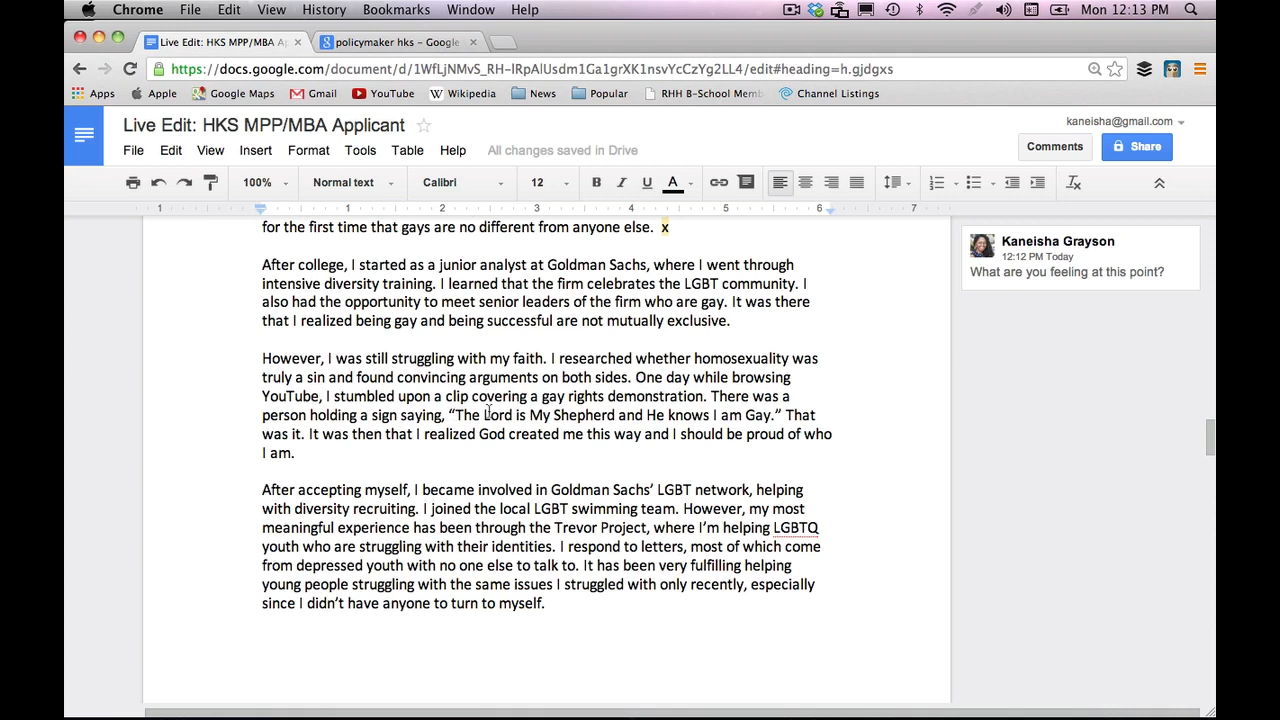 Chrome File Edit View History Bookmarks Window Help Mon 12:13 PM
Live Edit: HKS MPP/MBA Ap policymaker hks - Google
https://docs.google.com/document/d/1WfLjNMvS_RH-lRpAlUsdm1Ga1grXK1nsvYcCzYg2LL4/edit#heading=h.gjdgxs
Apps Apple Google Maps Gmail YouTube Wikipedia News Popular RHH B-School Memb Channel Listings
Live Edit: HKS MPP/MBA Applicant
kaneisha@gmail.com
File Edit View Insert Format Tools Table Help All changes saved in Drive
Comments Share
100% Normal text Calibri 12 B I U A
1 1 2 3 4 5 6 7
for the first time that gays are no different from anyone else. x
After college, I started as a junior analyst at Goldman Sachs, where I went through
intensive diversity training. I learned that the firm celebrates the LGBT community. I
also had the opportunity to meet senior leaders of the firm who are gay. It was there
that I realized being gay and being successful are not mutually exclusive.
However, I was still struggling with my faith. I researched whether homosexuality was
truly a sin and found convincing arguments on both sides. One day while browsing
YouTube, I stumbled upon a clip covering a gay rights demonstration. There was a
person holding a sign saying, “The Lord is My Shepherd and He knows I am Gay.” That
was it. It was then that I realized God created me this way and I should be proud of who
I am.
After accepting myself, I became involved in Goldman Sachs’ LGBT network, helping
with diversity recruiting. I joined the local LGBT swimming team. However, my most
meaningful experience has been through the Trevor Project, where I’m helping LGBTQ
youth who are struggling with their identities. I respond to letters, most of which come
from depressed youth with no one else to talk to. It has been very fulfilling helping
young people struggling with the same issues I struggled with only recently, especially
since I didn’t have anyone to turn to myself.
Kaneisha Grayson
12:12 PM Today
What are you feeling at this point?